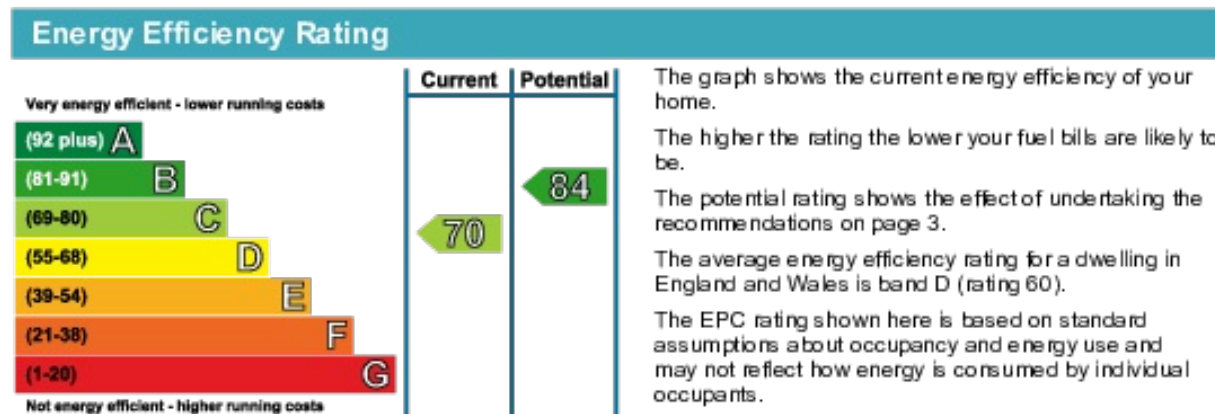 Energy Efficiency Rating
Current Potential
Very energy efficient - lower running costs
(92 plus) A
(81-91) B
(69-80) C
(55-68) D
(39-54) E
(21-38) F
(1-20) G
Not energy efficient - higher running costs
84
70
The graph shows the current energy efficiency of your
home.
The higher the rating the lower your fuel bills are likely to
be.
The potential rating shows the effect of undertaking the
recommendations on page 3.
The average energy efficiency rating for a dwelling in
England and Wales is band D (rating 60).
The EPC rating shown here is based on standard
assumptions about occupancy and energy use and
may not reflect how energy is consumed by individual
occupants.